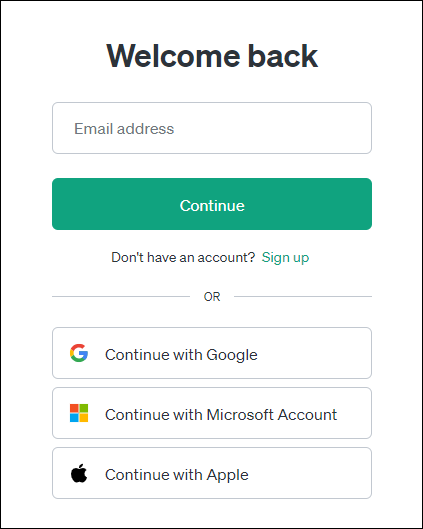 Welcome back
Email address
Continue
Don't have an account? Sign up
OR
Continue with Google
Continue with Microsoft Account
Continue with Apple